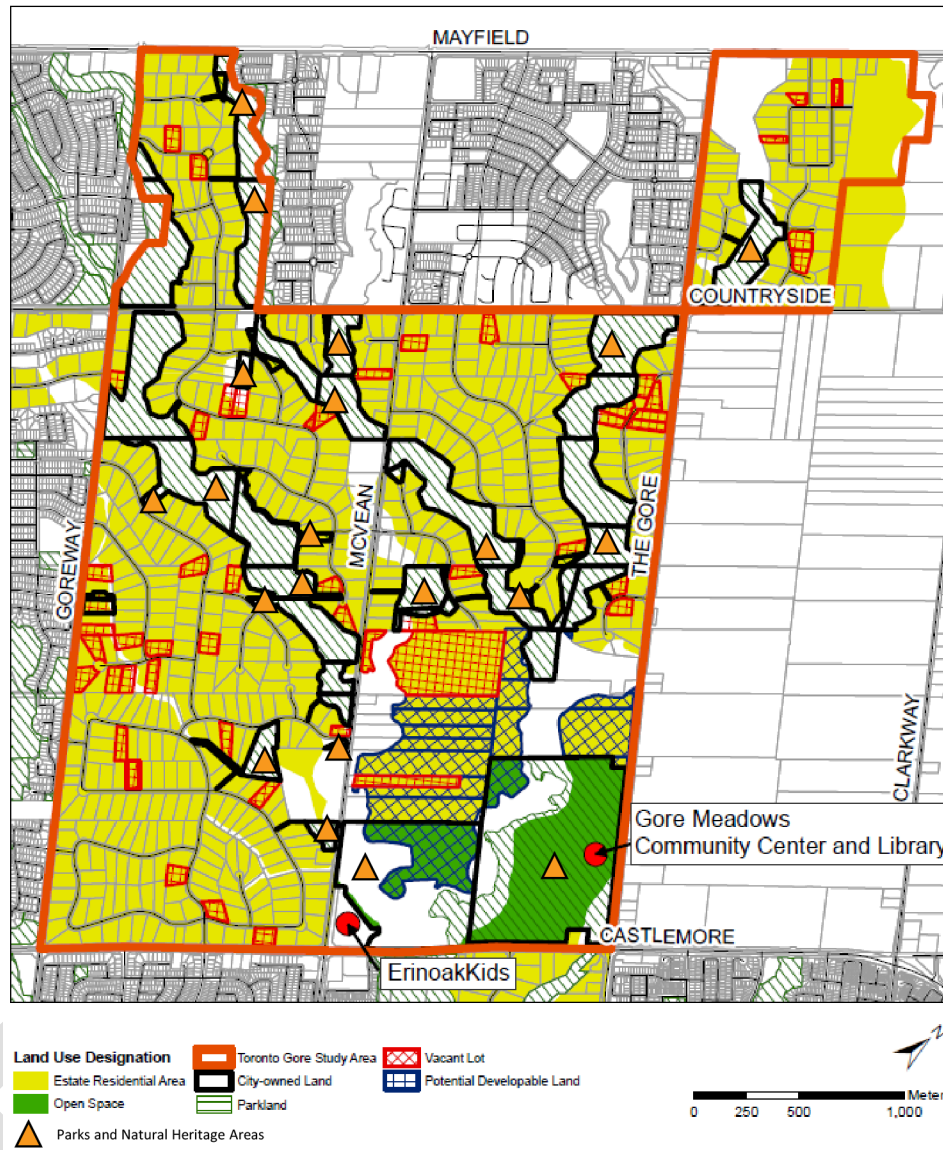 MAYFIELD
COUNTRYSIDE
GOREWAY
MCVEAN
THE GORE
CLARKWAY
Gore Meadows
Community Center and Library
CASTLEMORE
ErinoakKids
Land Use Designation
Estate Residential Area
Open Space
Parks and Natural Heritage Areas
Toronto Gore Study Area
City-owned Land
Parkland
Vacant Lot
Potential Developable Land
Z
Meter
0 250 500 1,000